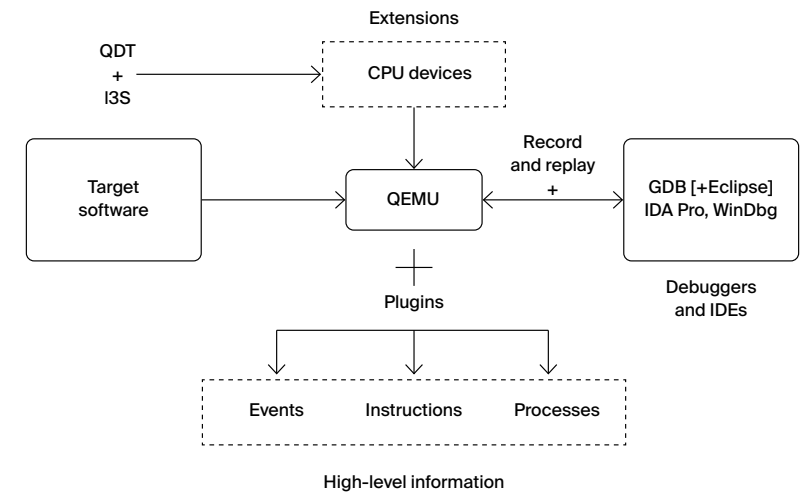 Extensions
QDT
+
I3S
CPU devices
Target
software
QEMU
Record
and replay
+
GDB [+Eclipse]
IDA Pro, WinDbg
Debuggers
and IDEs
Plugins
Events
Instructions
Processes
High-level information